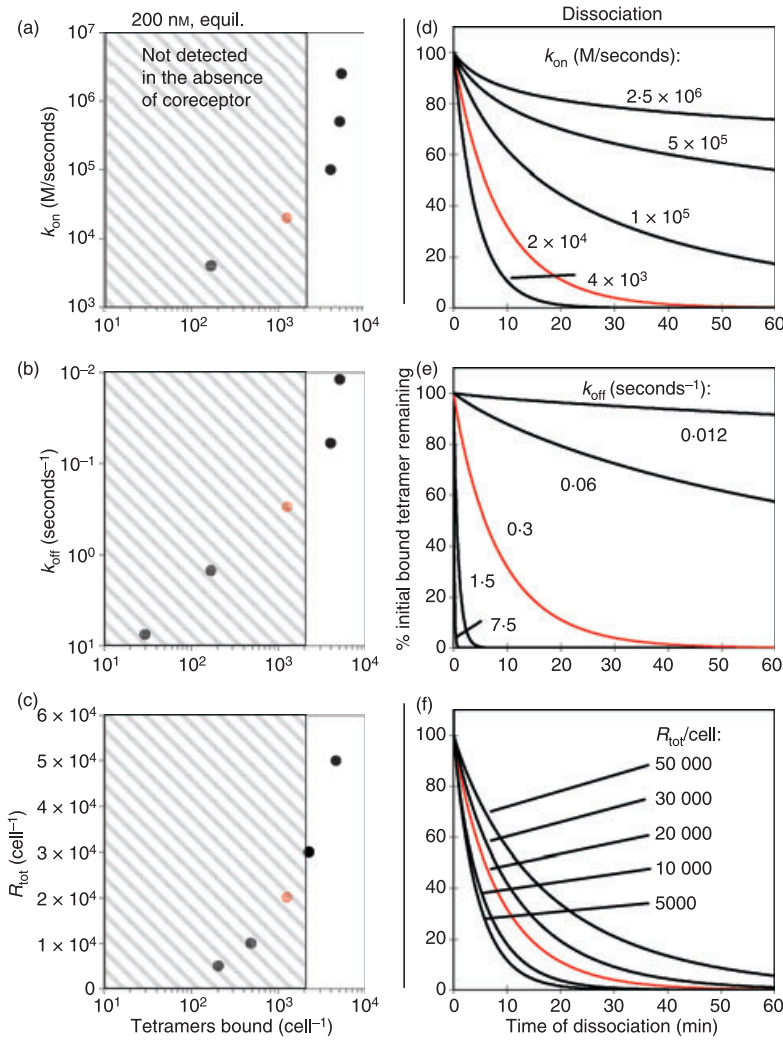 200 nM, equil.
Dissociation
(a)
Not detected
in the absence
of coreceptor
10⁷
10⁶
10⁵
10⁴
10³
k_on (M/seconds)
10¹ 10² 10³ 10⁴
(d)
k_on (M/seconds):
2·5 × 10⁶
5 × 10⁵
1 × 10⁵
2 × 10⁴
4 × 10³
100
80
60
40
20
0
0 10 20 30 40 50 60
(b)
10⁻²
10⁻¹
10⁰
10¹
k_off (seconds⁻¹)
10¹ 10² 10³ 10⁴
(e)
k_off (seconds⁻¹):
0·012
0·06
0·3
1·5
7·5
100
80
60
40
20
0
% initial bound tetramer remaining
0 10 20 30 40 50 60
(c)
6 × 10⁴
5 × 10⁴
4 × 10⁴
3 × 10⁴
2 × 10⁴
1 × 10⁴
0
R_tot (cell⁻¹)
10¹ 10² 10³ 10⁴
Tetramers bound (cell⁻¹)
(f)
R_tot/cell:
50 000
30 000
20 000
10 000
5000
100
80
60
40
20
0
0 10 20 30 40 50 60
Time of dissociation (min)